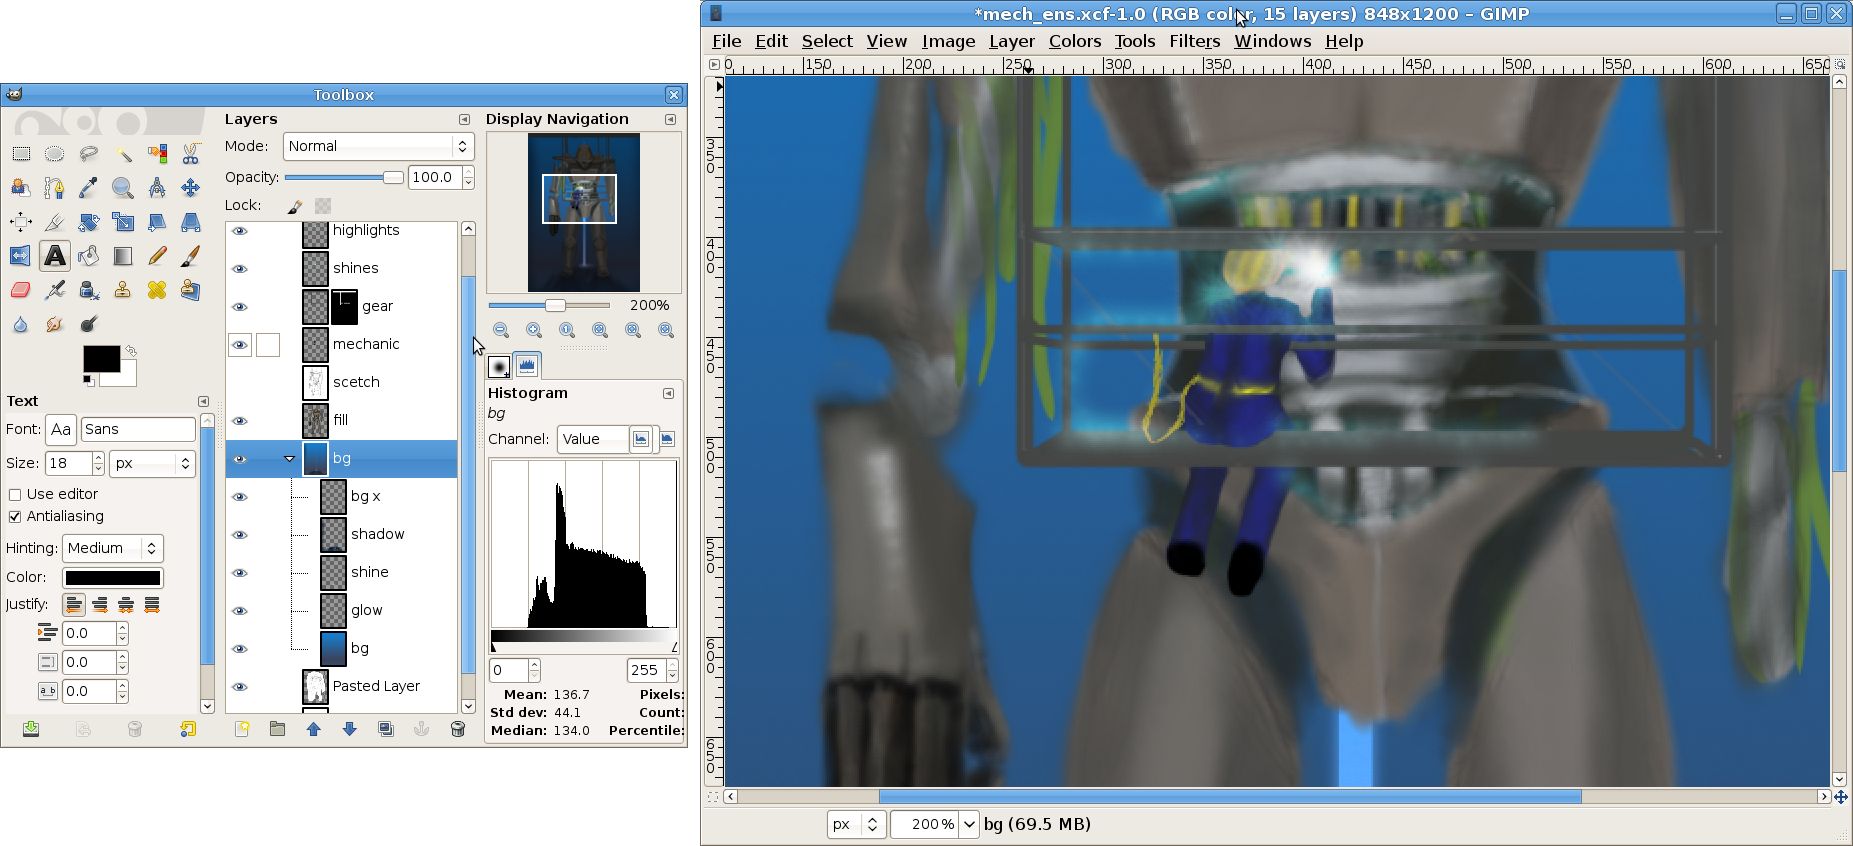 Toolbox
Layers
Mode: Normal
Opacity: 100.0
Lock:
highlights
shines
gear
mechanic
scetch
fill
bg
bg x
shadow
shine
glow
bg
Pasted Layer
Text
Font: Aa Sans
Size: 18 px
Use editor
Antialiasing
Hinting: Medium
Color:
Justify:
0.0
0.0
0.0
Display Navigation
200%
Histogram
bg
Channel: Value
0 255
Mean: 136.7 Pixels:
Std dev: 44.1 Count:
Median: 134.0 Percentile:
*mech_ens.xcf-1.0 (RGB color, 15 layers) 848x1200 – GIMP
File Edit Select View Image Layer Colors Tools Filters Windows Help
0 150 200 250 300 350 400 450 500 550 600 650
350
400
450
500
550
600
650
px 200% bg (69.5 MB)